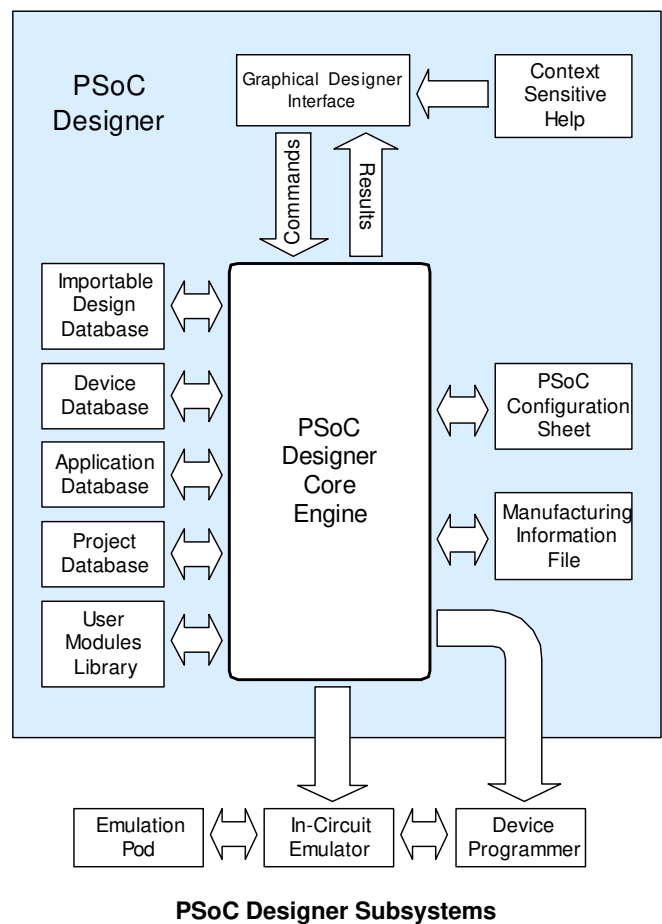 PSoC
Designer
Graphical Designer
Interface
Context
Sensitive
Help
Commands
Results
Importable
Design
Database
Device
Database
Application
Database
Project
Database
User
Modules
Library
PSoC
Designer
Core
Engine
PSoC
Configuration
Sheet
Manufacturing
Information
File
Emulation
Pod
In-Circuit
Emulator
Device
Programmer
PSoC Designer Subsystems